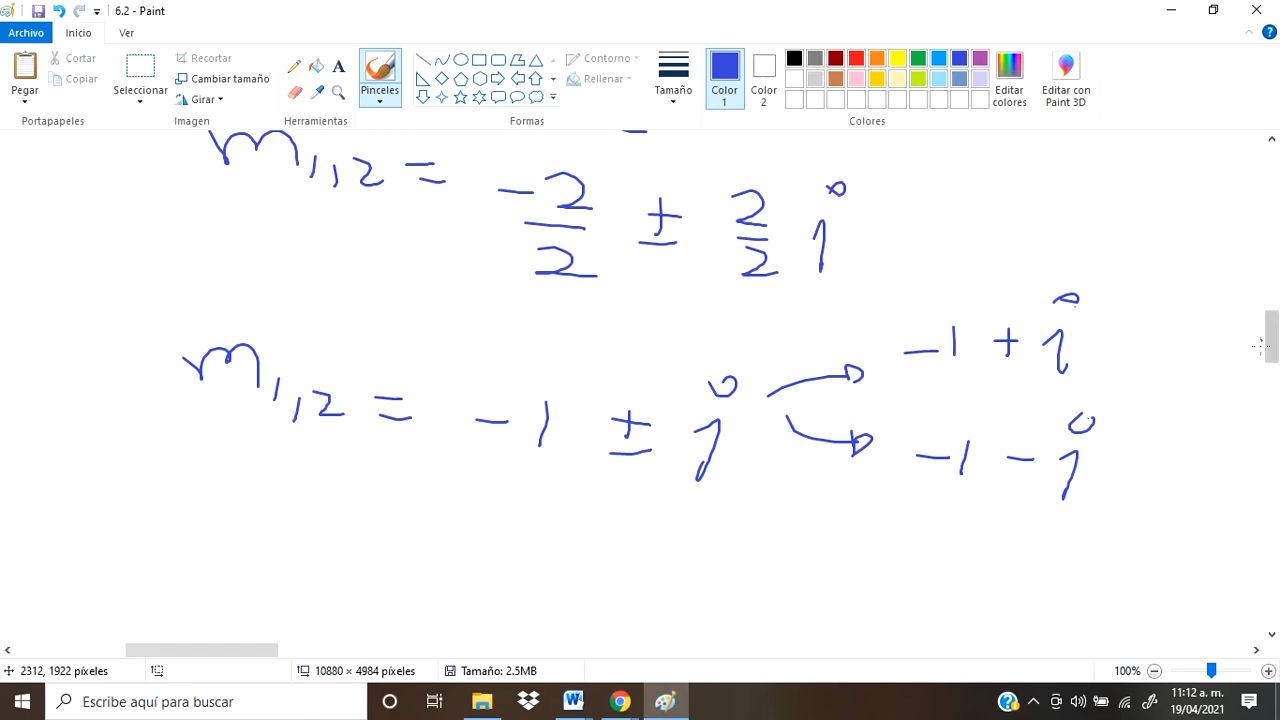 6.2 - Paint
Archivo Inicio Ver
Pegar Cortar Copiar Seleccionar Recortar Cambiar tamaño Girar Pinceles Contorno Rellenar Tamaño Color 1 Color 2 Editar colores Editar con Paint 3D
Portapapeles Imagen Herramientas Formas Colores
m₁,₂ = -2/2 ± 2/2 i
-1 + i
m₁,₂ = -1 ± i
-1 - i
2312, 1922 píxeles 10880 × 4984 píxeles Tamaño: 2.5MB 100%
Escribe aquí para buscar
11:12 a. m.
19/04/2021